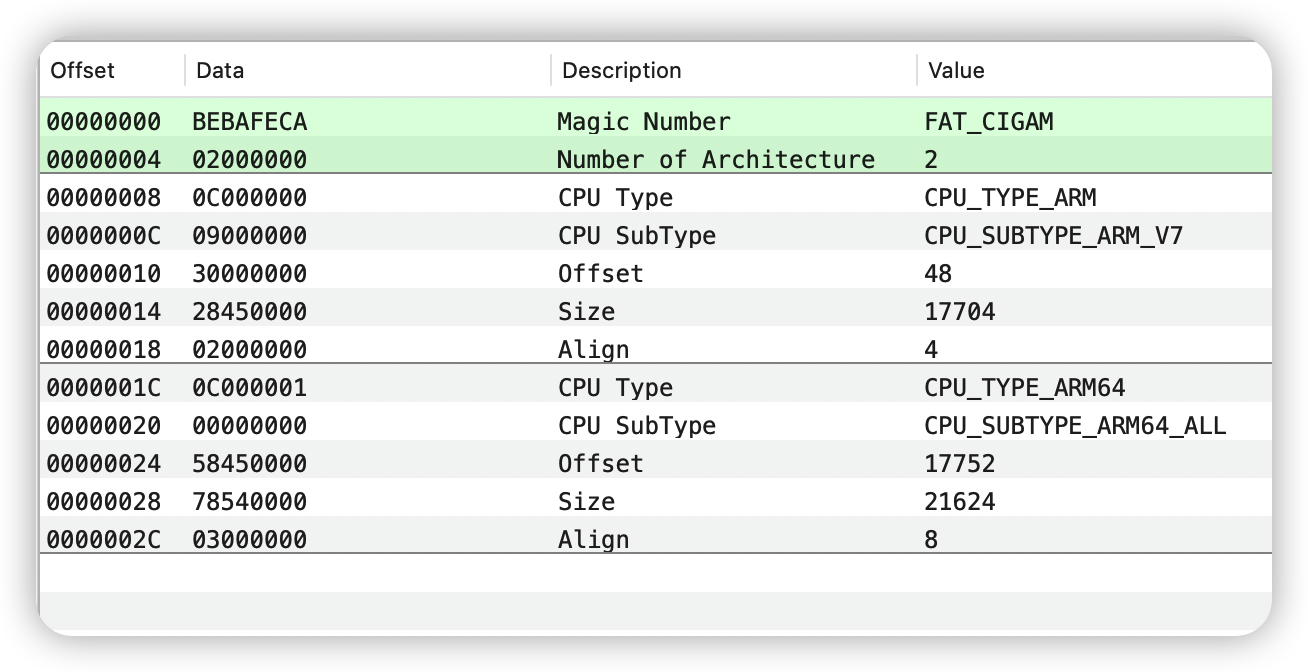 Offset Data Description Value
00000000 BEBAFECA Magic Number FAT_CIGAM
00000004 02000000 Number of Architecture 2
00000008 0C000000 CPU Type CPU_TYPE_ARM
0000000C 09000000 CPU SubType CPU_SUBTYPE_ARM_V7
00000010 30000000 Offset 48
00000014 28450000 Size 17704
00000018 02000000 Align 4
0000001C 0C000001 CPU Type CPU_TYPE_ARM64
00000020 00000000 CPU SubType CPU_SUBTYPE_ARM64_ALL
00000024 58450000 Offset 17752
00000028 78540000 Size 21624
0000002C 03000000 Align 8